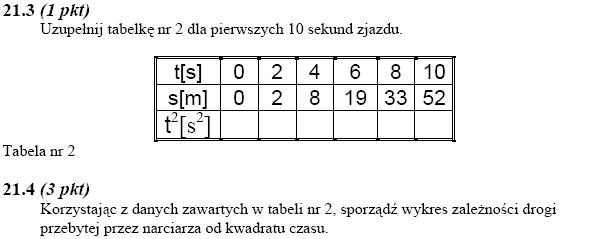 21.3 (1 pkt)
Uzupełnij tabelkę nr 2 dla pierwszych 10 sekund zjazdu.
t[s] 0 2 4 6 8 10
s[m] 0 2 8 19 33 52
t²[s²]
Tabela nr 2
21.4 (3 pkt)
Korzystając z danych zawartych w tabeli nr 2, sporządź wykres zależności drogi
przebytej przez narciarza od kwadratu czasu.